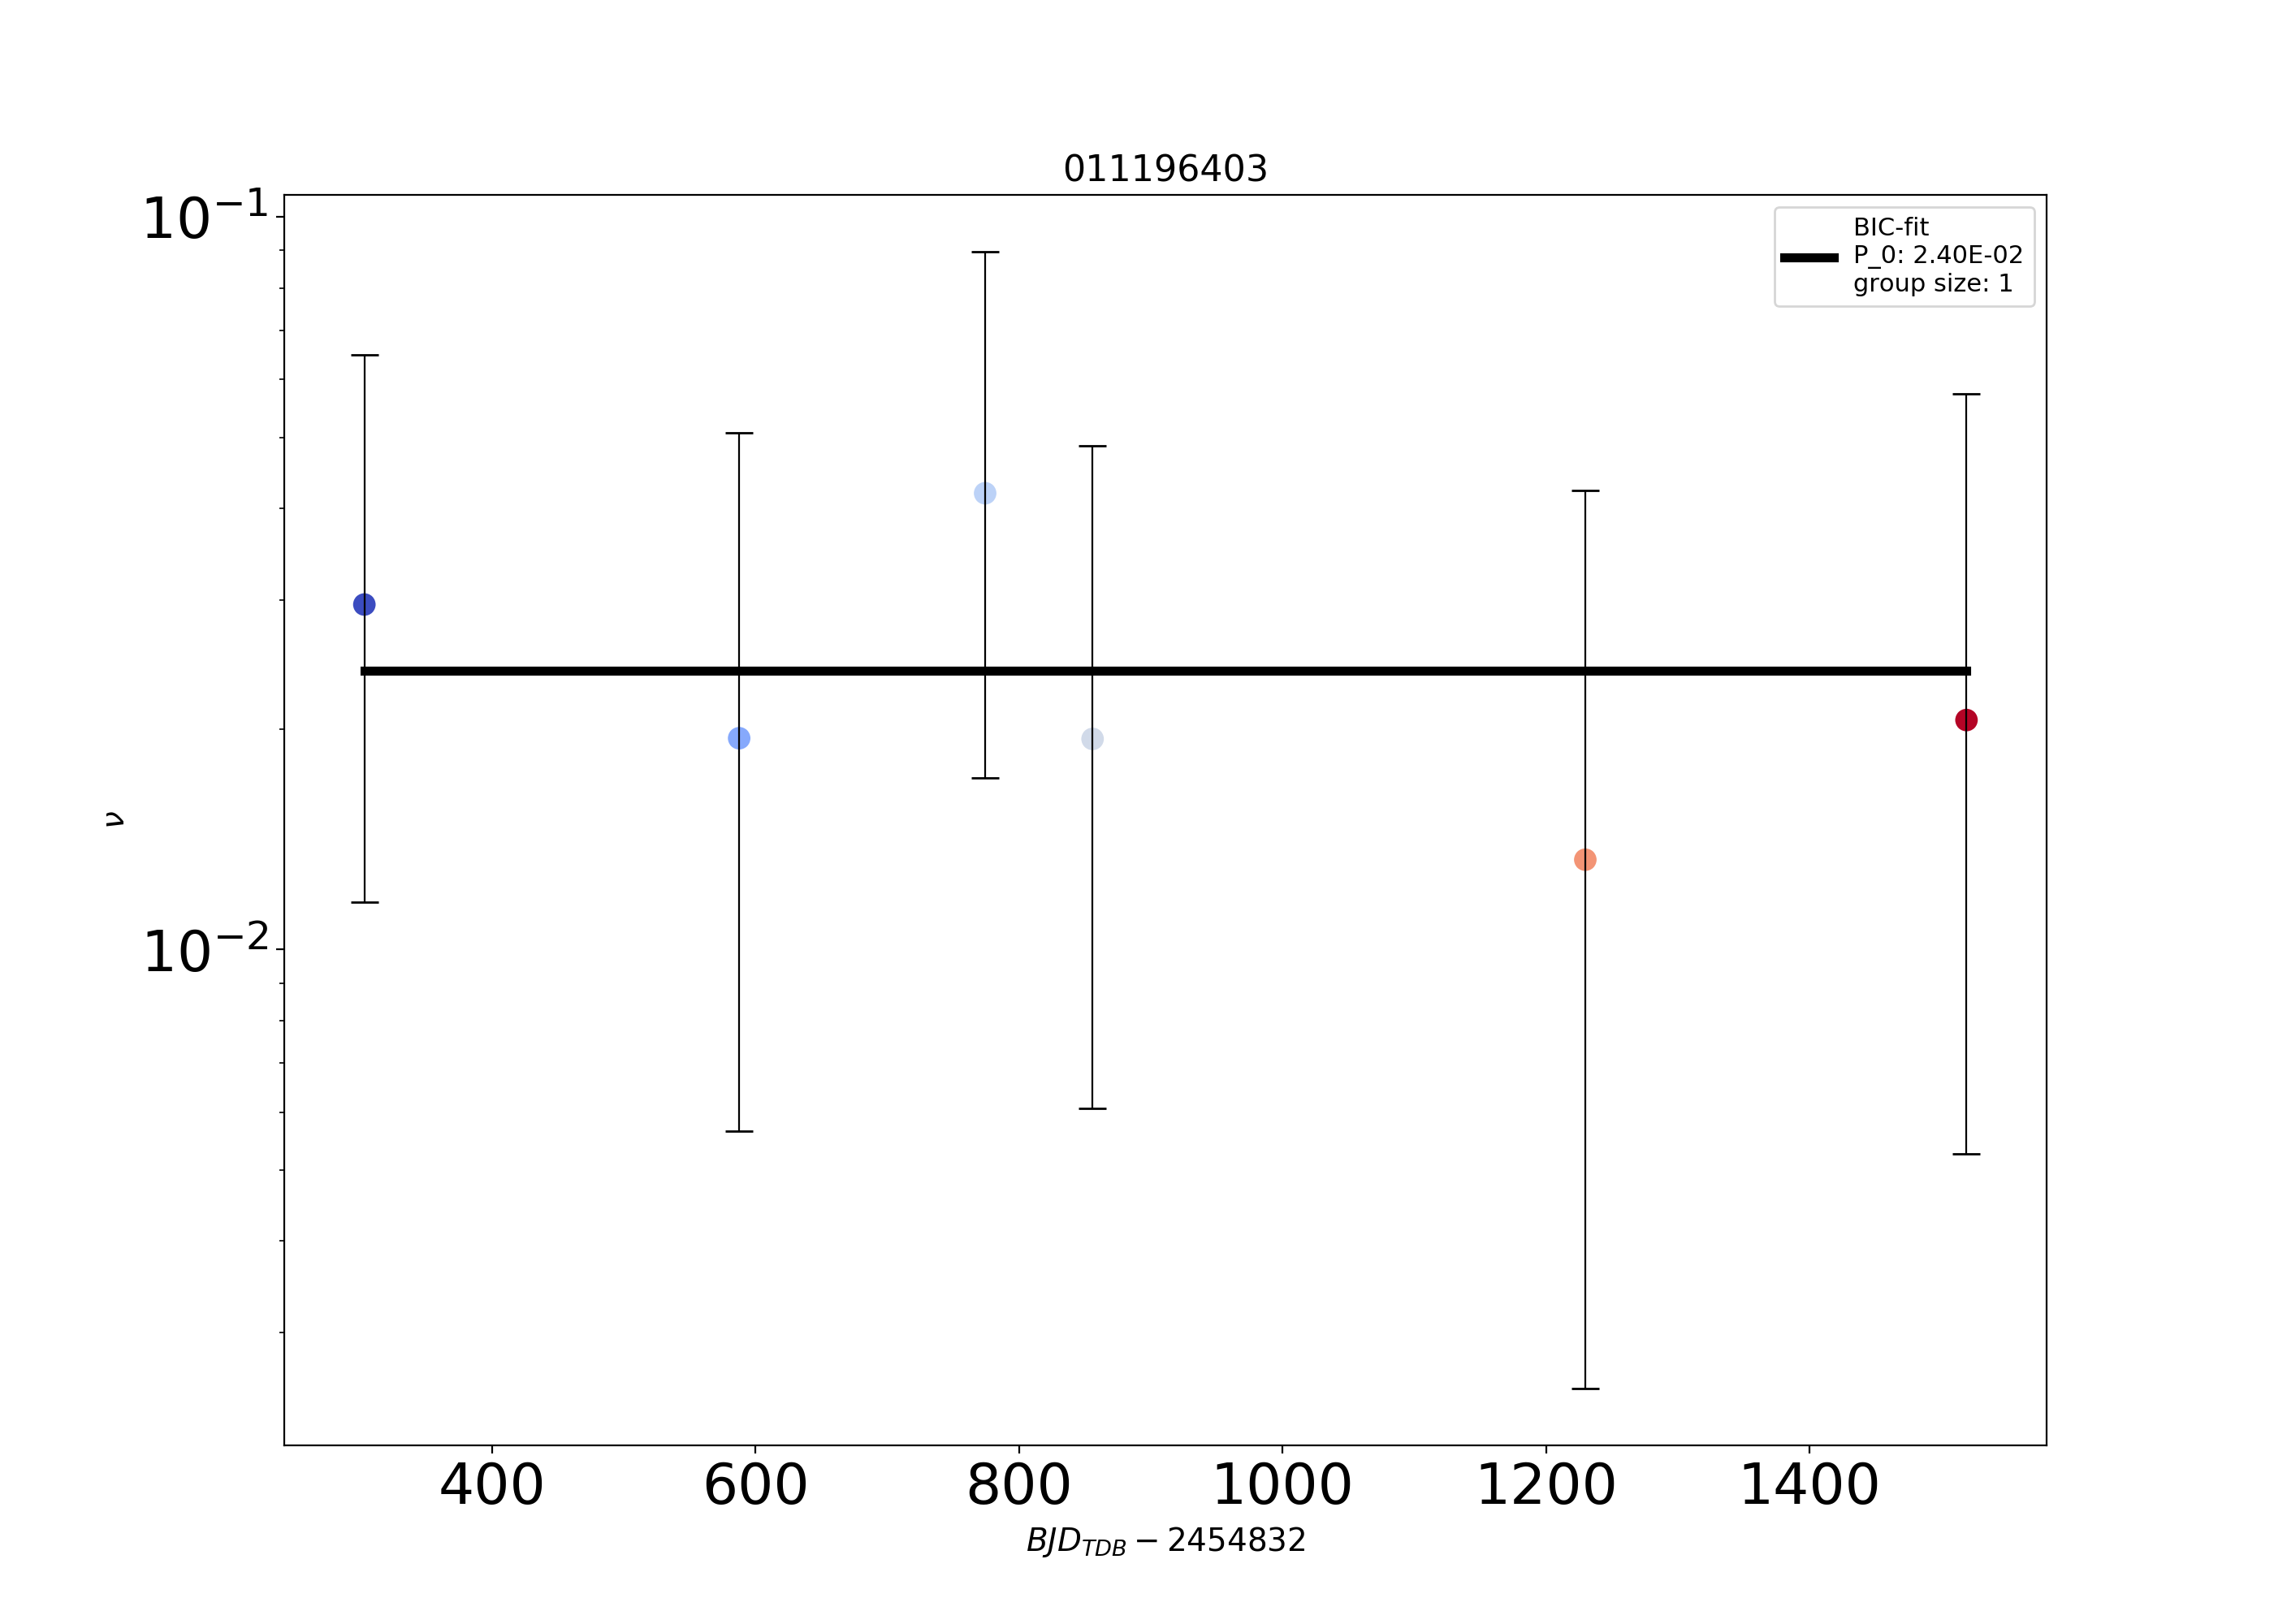 011196403
10⁻¹
BIC-fit
P_0: 2.40E-02
group size: 1
ν
10⁻²
400 600 800 1000 1200 1400
BJD_TDB − 2454832